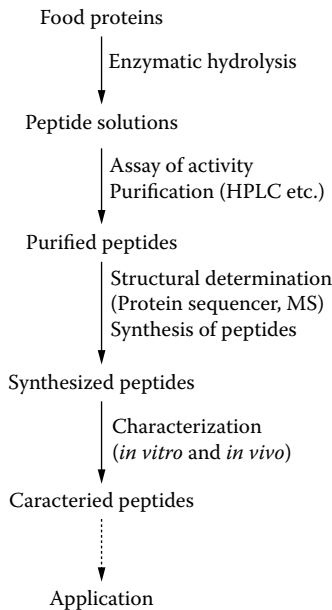 Food proteins
Enzymatic hydrolysis
Peptide solutions
Assay of activity
Purification (HPLC etc.)
Purified peptides
Structural determination
(Protein sequencer, MS)
Synthesis of peptides
Synthesized peptides
Characterization
(in vitro and in vivo)
Caracteried peptides
Application